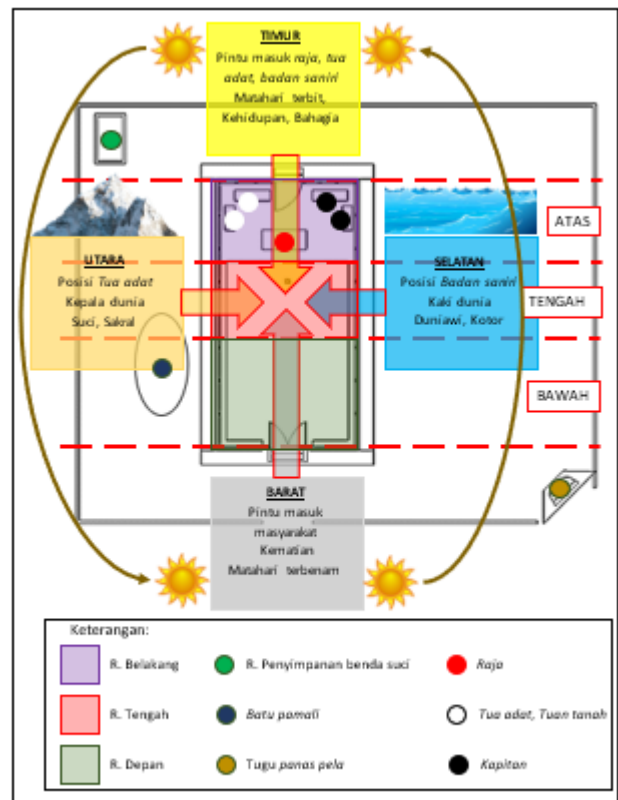 TIMUR
Pintu masuk raja, tua
adat, badan saniri
Matahari terbit,
Kehidupan, Bahagia
ATAS
UTARA
Posisi Tua adat
Kepala dunia
Suci, Sakral
SELATAN
Posisi Badan saniri
Kaki dunia
Duniawi, Kotor
TENGAH
BAWAH
BARAT
Pintu masuk
masyarakat
Kematian
Matahari terbenam
Keterangan:
R. Belakang
R. Penyimpanan benda suci
Raja
R. Tengah
Batu pamali
Tua adat, Tuan tanah
R. Depan
Tugu panas pela
Kapitan